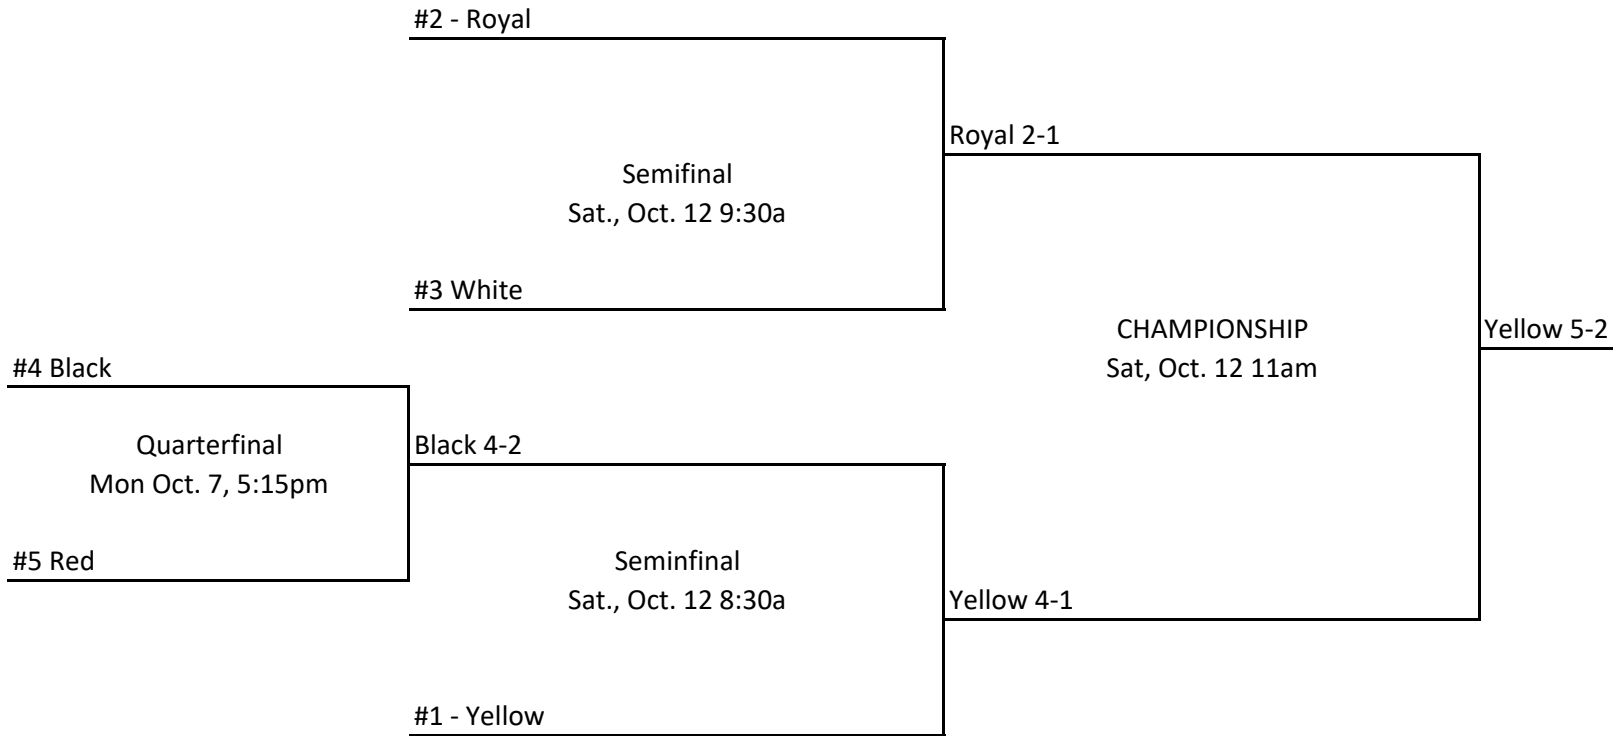 #2 - Royal
Royal 2-1
Semifinal
Sat., Oct. 12 9:30a
#3 White
CHAMPIONSHIP
Sat, Oct. 12 11am
Yellow 5-2
#4 Black
Quarterfinal
Mon Oct. 7, 5:15pm
Black 4-2
#5 Red
Seminfinal
Sat., Oct. 12 8:30a
Yellow 4-1
#1 - Yellow